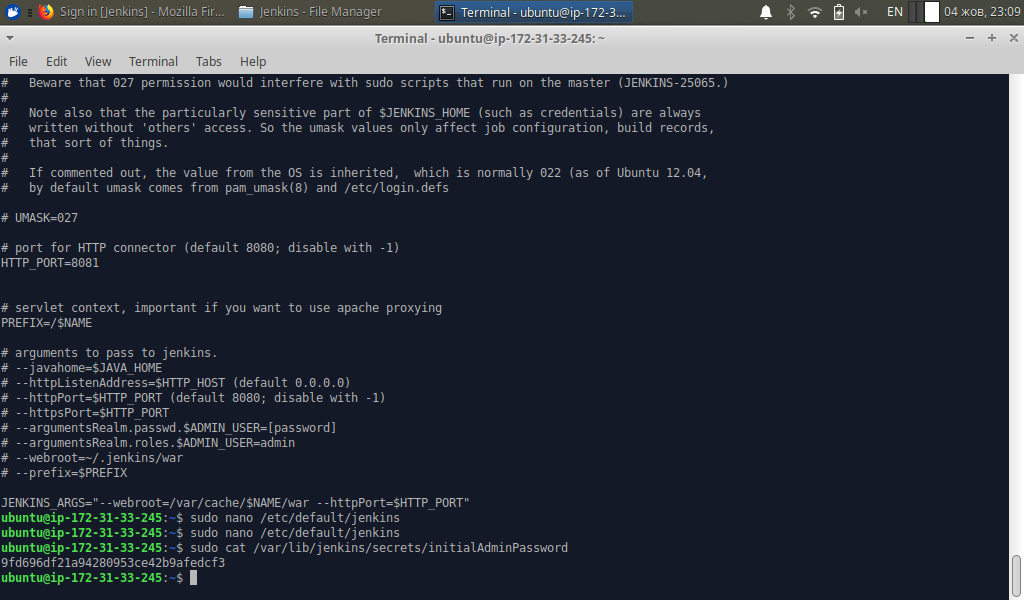 Sign in [Jenkins] - Mozilla Fir...
Jenkins - File Manager
Terminal - ubuntu@ip-172-3...
EN
04 жов, 23:09
Terminal - ubuntu@ip-172-31-33-245: ~
File Edit View Terminal Tabs Help
#   Beware that 027 permission would interfere with sudo scripts that run on the master (JENKINS-25065.)
#
#   Note also that the particularly sensitive part of $JENKINS_HOME (such as credentials) are always
#   written without 'others' access. So the umask values only affect job configuration, build records,
#   that sort of things.
#
#   If commented out, the value from the OS is inherited,  which is normally 022 (as of Ubuntu 12.04,
#   by default umask comes from pam_umask(8) and /etc/login.defs
# UMASK=027
# port for HTTP connector (default 8080; disable with -1)
HTTP_PORT=8081
# servlet context, important if you want to use apache proxying
PREFIX=/$NAME
# arguments to pass to jenkins.
# --javahome=$JAVA_HOME
# --httpListenAddress=$HTTP_HOST (default 0.0.0.0)
# --httpPort=$HTTP_PORT (default 8080; disable with -1)
# --httpsPort=$HTTP_PORT
# --argumentsRealm.passwd.$ADMIN_USER=[password]
# --argumentsRealm.roles.$ADMIN_USER=admin
# --webroot=~/.jenkins/war
# --prefix=$PREFIX
JENKINS_ARGS="--webroot=/var/cache/$NAME/war --httpPort=$HTTP_PORT"
ubuntu@ip-172-31-33-245:~$ sudo nano /etc/default/jenkins
ubuntu@ip-172-31-33-245:~$ sudo nano /etc/default/jenkins
ubuntu@ip-172-31-33-245:~$ sudo cat /var/lib/jenkins/secrets/initialAdminPassword
9fd696df21a94280953ce42b9afedcf3
ubuntu@ip-172-31-33-245:~$